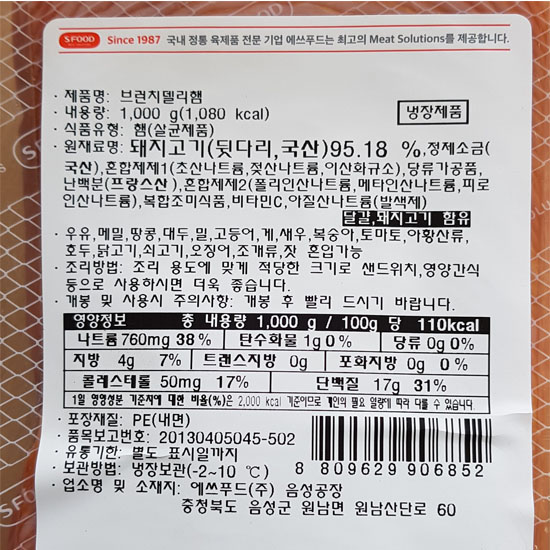 SFOOD Since 1987 국내 정통 육제품 전문 기업 에쓰푸드는 최고의 Meat Solutions를 제공합니다.
· 제품명: 브런치델리햄
· 내용량: 1,000 g(1,080 kcal) 냉장제품
· 식품유형: 햄(살균제품)
· 원재료명: 돼지고기(뒷다리,국산)95.18 %,정제소금(
국산),혼합제제1(초산나트륨,젖산나트륨,이산화규소),당류가공품,
난백분(프랑스산),혼합제제2(폴리인산나트륨,메타인산나트륨,피로
인산나트륨),복합조미식품,비타민C,아질산나트륨(발색제)
달걀,돼지고기 함유
· 우유,메밀,땅콩,대두,밀,고등어,게,새우,복숭아,토마토,아황산류,
호두,닭고기,쇠고기,오징어,조개류,잣 혼입가능
· 조리방법: 조리 용도에 맞게 적당한 크기로 샌드위치,영양간식
등으로 사용하시면 더욱 좋습니다.
· 개봉 및 사용시 주의사항: 개봉 후 빨리 드시기 바랍니다.
영양정보 총 내용량 1,000 g / 100g 당 110kcal
나트륨760mg 38% 탄수화물 1g0% 당류 0g 0%
지방 4g 7% 트랜스지방 0g 포화지방 0g 0%
콜레스테롤 50mg 17% 단백질 17g 31%
1일 영양성분 기준치에 대한 비율(%)은 2,000 kcal 기준이므로 개인의 필요 열량에 따라 다를 수 있습니다.
· 포장재질: PE(내면)
· 품목보고번호: 20130405045-502
· 유통기한: 별도 표시일까지
· 보관방법: 냉장보관(-2~10 ℃)
8 809629 906852
· 업소명 및 소재지: 에쓰푸드(주) 음성공장
충청북도 음성군 원남면 원남산단로 60